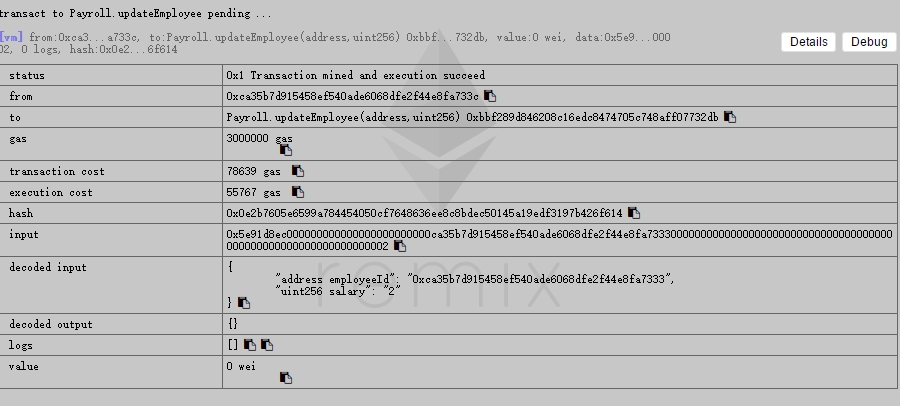 transact to Payroll.updateEmployee pending ...
[vm] from:0xca3...a733c, to:Payroll.updateEmployee(address,uint256) 0xbbf...732db, value:0 wei, data:0x5e9...000
02, 0 logs, hash:0x0e2...6f614
Details
Debug
status 0x1 Transaction mined and execution succeed
from 0xca35b7d915458ef540ade6068dfe2f44e8fa733c
to Payroll.updateEmployee(address,uint256) 0xbbf289d846208c16edc8474705c748aff07732db
gas 3000000 gas
transaction cost 78639 gas
execution cost 55767 gas
hash 0x0e2b7605e6599a784454050cf7648636ee8c8bdec50145a19edf3197b426f614
input 0x5e91d8ec000000000000000000000000ca35b7d915458ef540ade6068dfe2f44e8fa73330000000000000000000000000000000000000000
000000000000000000000002
decoded input {
"address employeeId": "0xca35b7d915458ef540ade6068dfe2f44e8fa7333",
"uint256 salary": "2"
}
decoded output {}
logs []
value 0 wei
remix